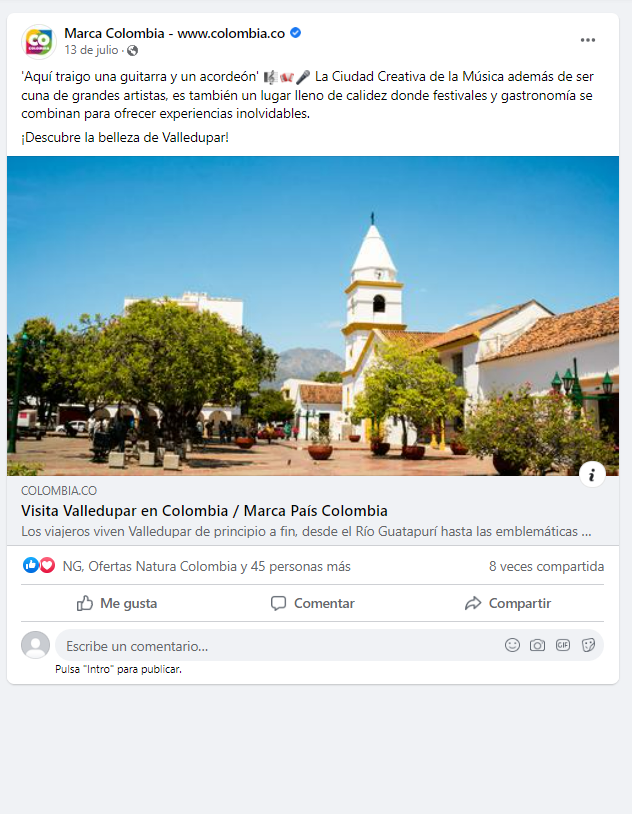 CO
Marca Colombia - www.colombia.co
13 de julio ·
'Aquí traigo una guitarra y un acordeón' 🎼🪗🎤 La Ciudad Creativa de la Música además de ser
cuna de grandes artistas, es también un lugar lleno de calidez donde festivales y gastronomía se
combinan para ofrecer experiencias inolvidables.
¡Descubre la belleza de Valledupar!
COLOMBIA.CO
Visita Valledupar en Colombia / Marca País Colombia
Los viajeros viven Valledupar de principio a fin, desde el Río Guatapurí hasta las emblemáticas ...
NG, Ofertas Natura Colombia y 45 personas más
8 veces compartida
Me gusta
Comentar
Compartir
Escribe un comentario...
GIF
Pulsa "Intro" para publicar.